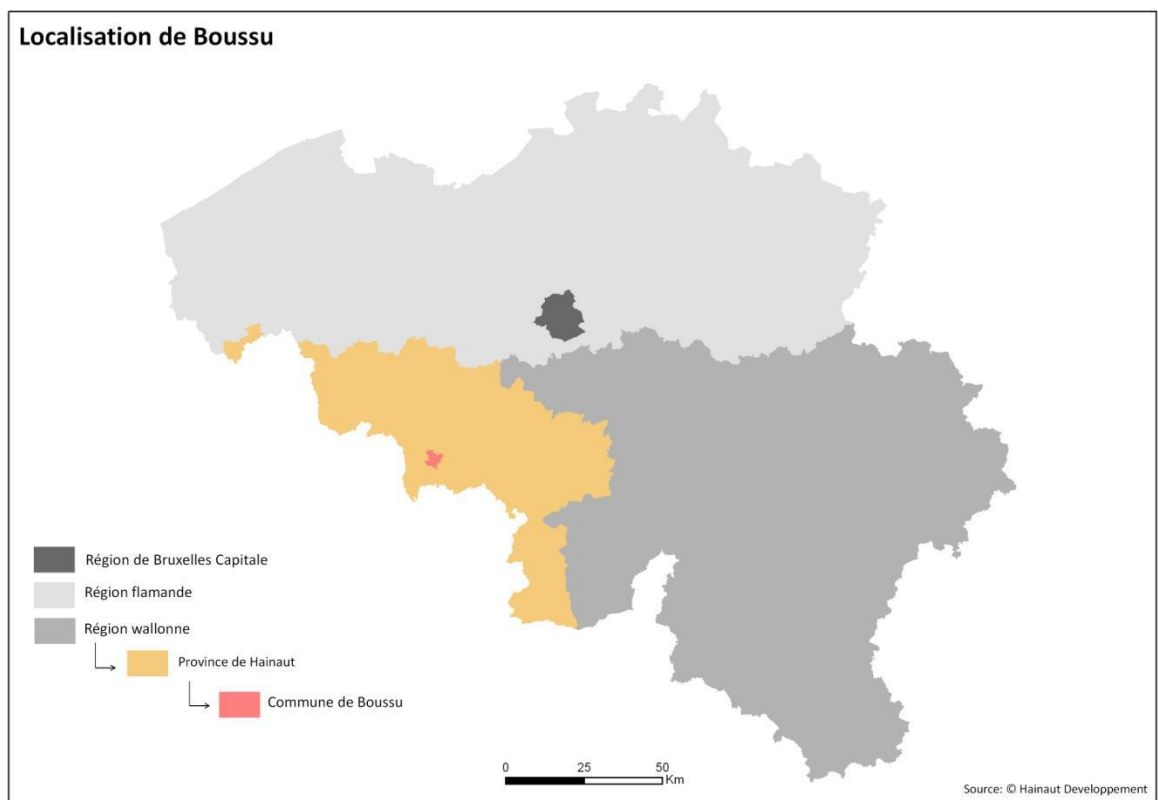 Localisation de Boussu
Région de Bruxelles Capitale
Région flamande
Région wallonne
Province de Hainaut
Commune de Boussu
0 25 50
Km
Source: © Hainaut Developpement